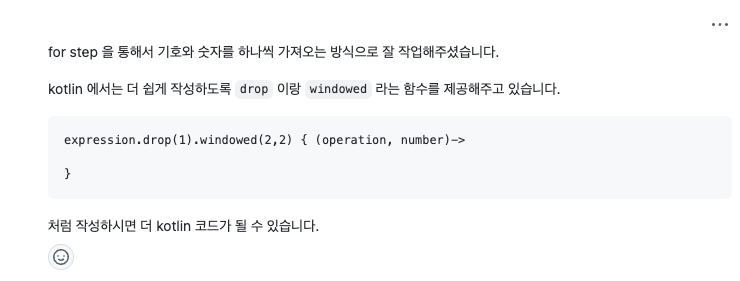 for step 을 통해서 기호와 숫자를 하나씩 가져오는 방식으로 잘 작업해주셨습니다.
kotlin 에서는 더 쉽게 작성하도록 drop 이랑 windowed 라는 함수를 제공해주고 있습니다.
expression.drop(1).windowed(2,2) { (operation, number)->
}
처럼 작성하시면 더 kotlin 코드가 될 수 있습니다.